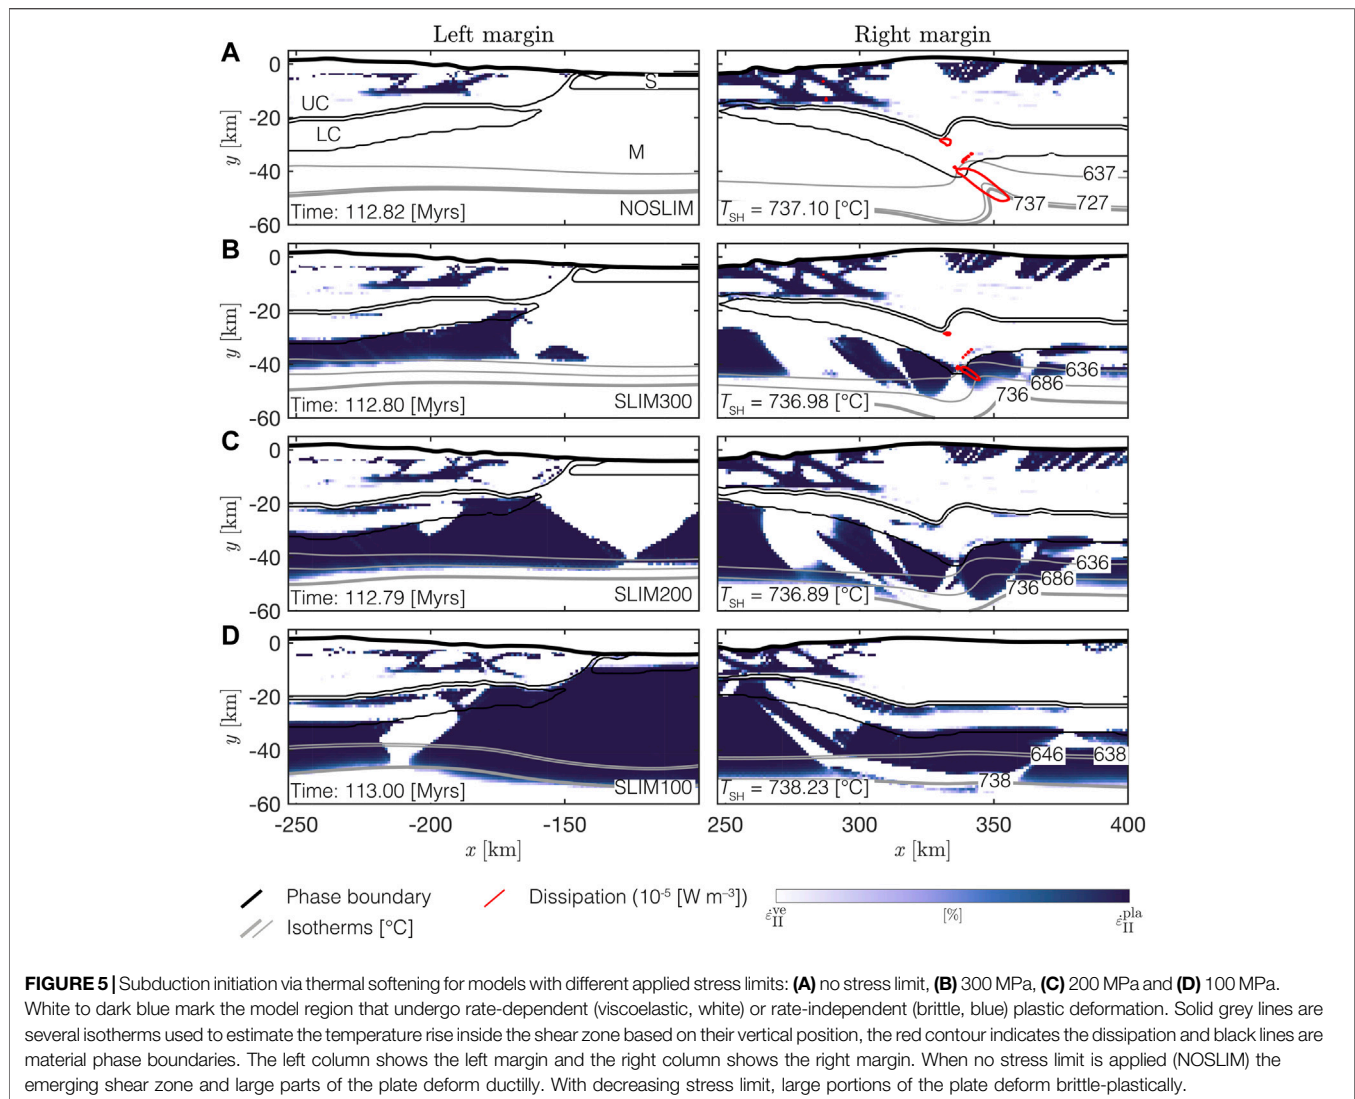 Left margin
Right margin
A
0
-20
-40
-60
y [km]
UC
LC
S
M
Time: 112.82 [Myrs]
NOSLIM
T_SH = 737.10 [°C]
637
737
727
B
0
-20
-40
-60
y [km]
Time: 112.80 [Myrs]
SLIM300
T_SH = 736.98 [°C]
636
686
736
C
0
-20
-40
-60
y [km]
Time: 112.79 [Myrs]
SLIM200
T_SH = 736.89 [°C]
636
686
736
D
0
-20
-40
-60
y [km]
Time: 113.00 [Myrs]
SLIM100
T_SH = 738.23 [°C]
646
638
738
-250 -200 -150
250 300 350 400
x [km]
x [km]
Phase boundary
Dissipation (10⁻⁵ [W m⁻³])
Isotherms [°C]
ε̇ᵛᵉ_II [%] ε̇ᵖˡᵃ_II
FIGURE 5 | Subduction initiation via thermal softening for models with different applied stress limits: (A) no stress limit, (B) 300 MPa, (C) 200 MPa and (D) 100 MPa.
White to dark blue mark the model region that undergo rate-dependent (viscoelastic, white) or rate-independent (brittle, blue) plastic deformation. Solid grey lines are
several isotherms used to estimate the temperature rise inside the shear zone based on their vertical position, the red contour indicates the dissipation and black lines are
material phase boundaries. The left column shows the left margin and the right column shows the right margin. When no stress limit is applied (NOSLIM) the
emerging shear zone and large parts of the plate deform ductilly. With decreasing stress limit, large portions of the plate deform brittle-plastically.